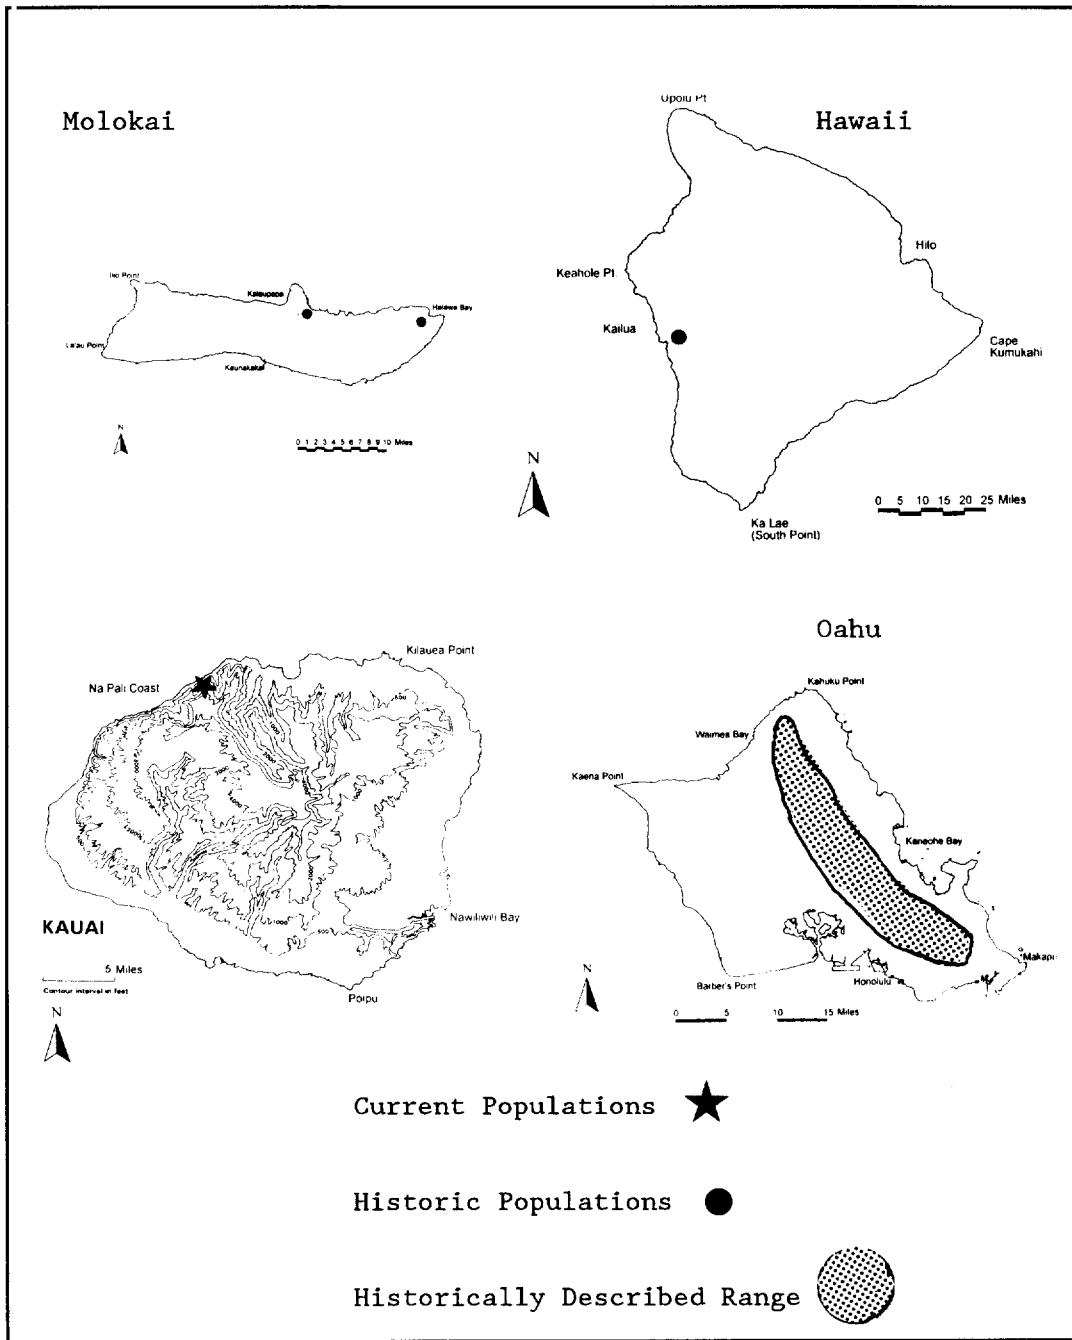 Molokai
Hawaii
Upolu Pt
Keahole Pt.
Kailua
Hilo
Cape
Kumukahi
Ka Lae
(South Point)
0 5 10 15 20 25 Miles
N
Ilio Point
Kalaupapa
Halawa Bay
La'au Point
Kaunakakai
N
0 1 2 3 4 5 6 7 8 9 10 Miles
Kilauea Point
Na Pali Coast
KAUAI
Nawiliwili Bay
Poipu
500
1000
2000
5 Miles
Contour interval in feet
N
Oahu
Kahuku Point
Waimea Bay
Kaena Point
Kaneohe Bay
Makapu
Honolulu
Barber's Point
N
0 5 10 15 Miles
Current Populations
Historic Populations
Historically Described Range